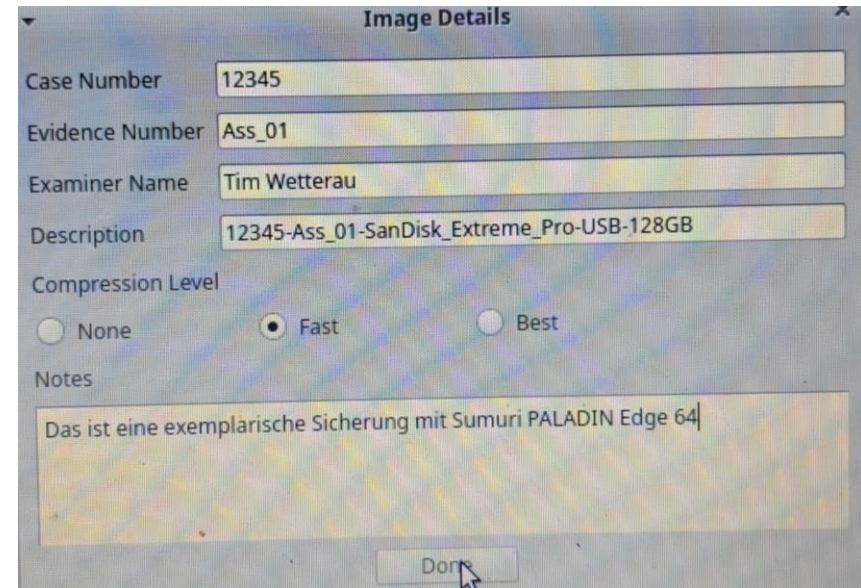 Image Details
Case Number 12345
Evidence Number Ass_01
Examiner Name Tim Wetterau
Description 12345-Ass_01-SanDisk_Extreme_Pro-USB-128GB
Compression Level
None Fast Best
Notes
Das ist eine exemplarische Sicherung mit Sumuri PALADIN Edge 64
Done